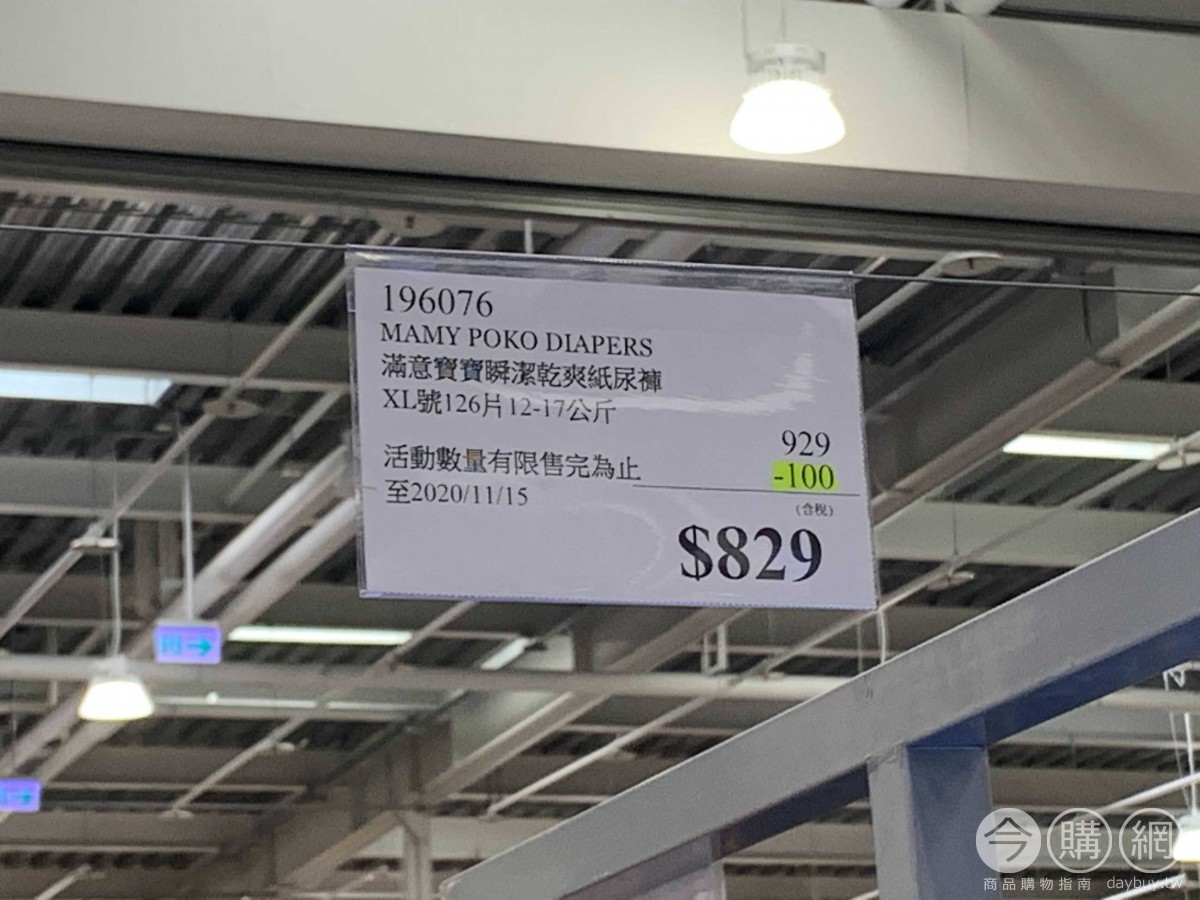 196076
MAMY POKO DIAPERS
滿意寶寶瞬潔乾爽紙尿褲
XL號126片12-17公斤
929
活動數量有限售完為止
-100
至2020/11/15
(含稅)
$829
今購網
商品購物指南 daybuy.tw